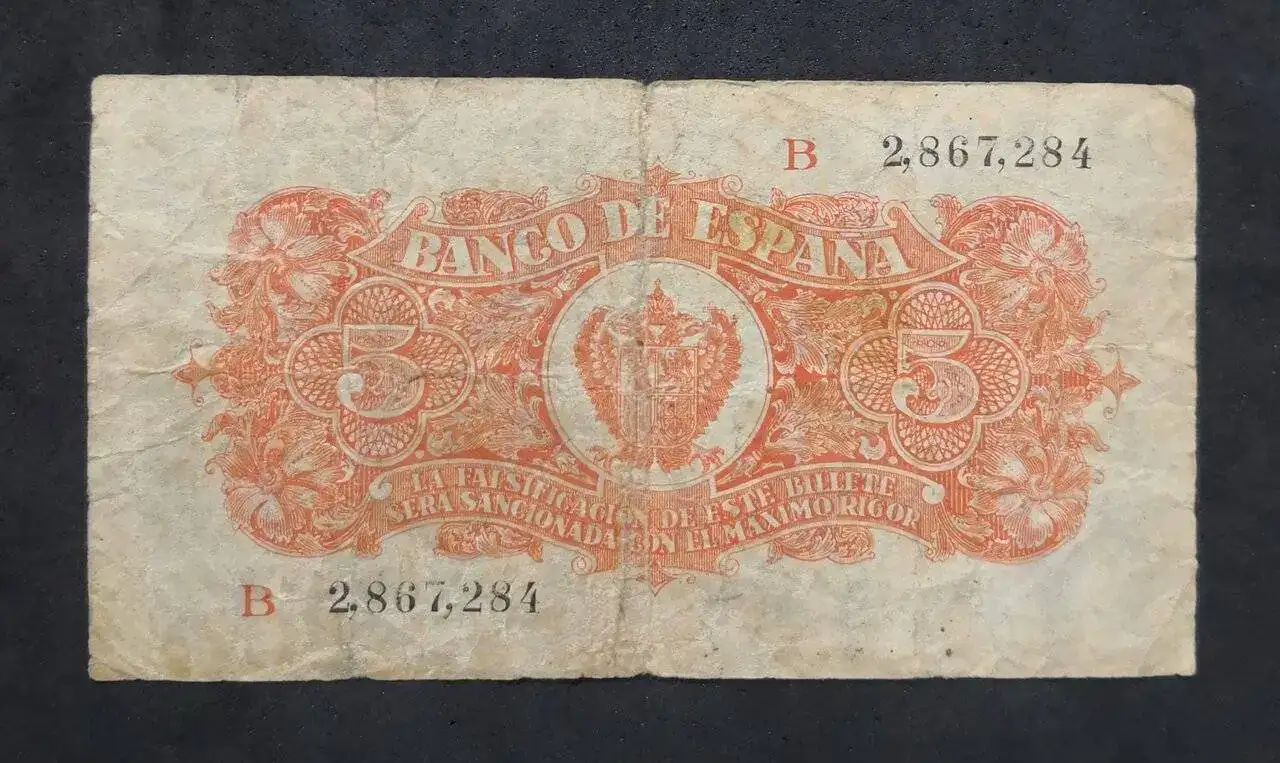 B 2,867,284
BANCO DE ESPAÑA
5 5
LA FALSIFICACION DE ESTE BILLETE
SERA SANCIONADA CON EL MAXIMO RIGOR
B 2,867,284